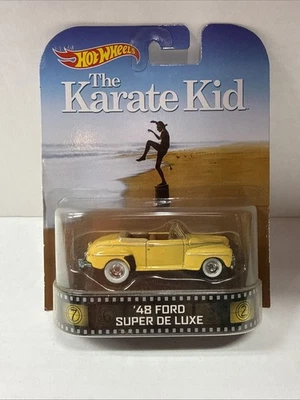 Hot Wheels
The
Karate Kid
'48 FORD
SUPER DE LUXE